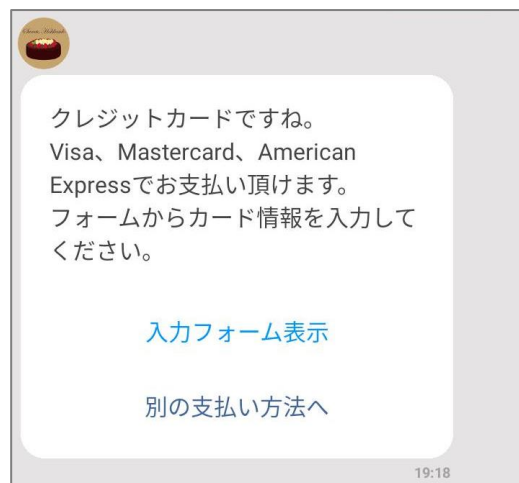 クレジットカードですね。
Visa、Mastercard、American
Expressでお支払い頂けます。
フォームからカード情報を入力して
ください。
入力フォーム表示
別の支払い方法へ
19:18